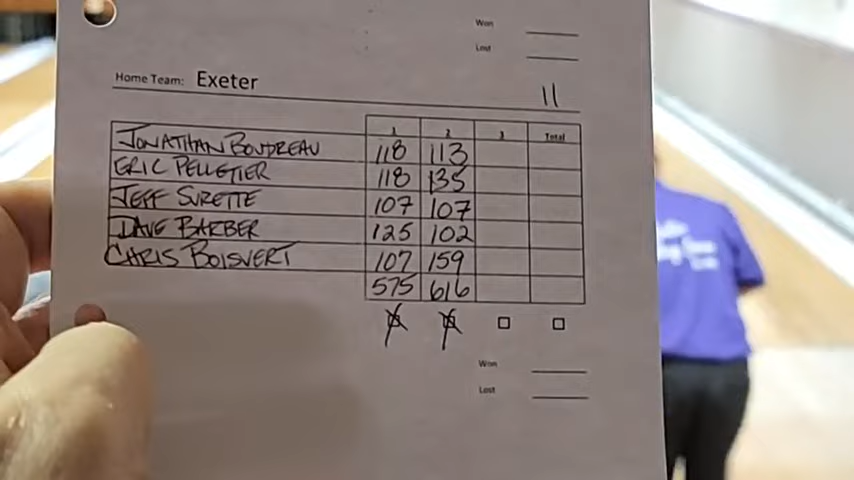 Won
Lost
Home Team: Exeter
11
1 2 3 Total
JONATHAN BOUDREAU 118 113
ERIC PELLETIER 118 135
JEFF SURETTE 107 107
DAVE BARBER 125 102
CHRIS BOISVERT 107 159
575 616
Won
Lost